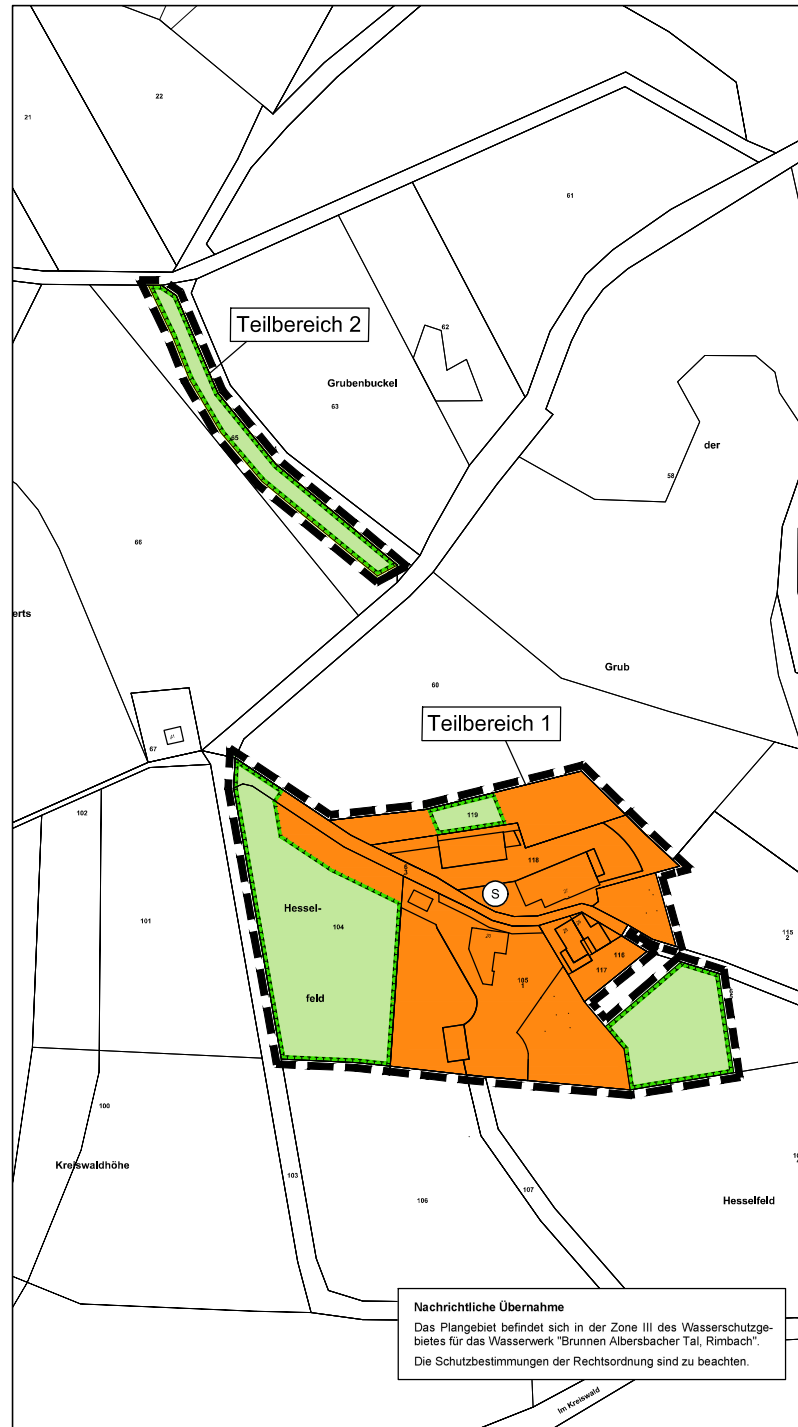 22
21
61
Teilbereich 2
62
Grubenbuckel
63
der
65
58
66
erts
Grub
60
Teilbereich 1
67
102
119
118
6
3
S
Hessel-
104
101
115
2
116
117
105
1
feld
100
Kreiswaldhöhe
103
106
107
Hesselfeld
Nachrichtliche Übernahme
Das Plangebiet befindet sich in der Zone III des Wasserschutzge-
bietes für das Wasserwerk "Brunnen Albersbacher Tal, Rimbach".
Die Schutzbestimmungen der Rechtsordnung sind zu beachten.
Im Kreiswald